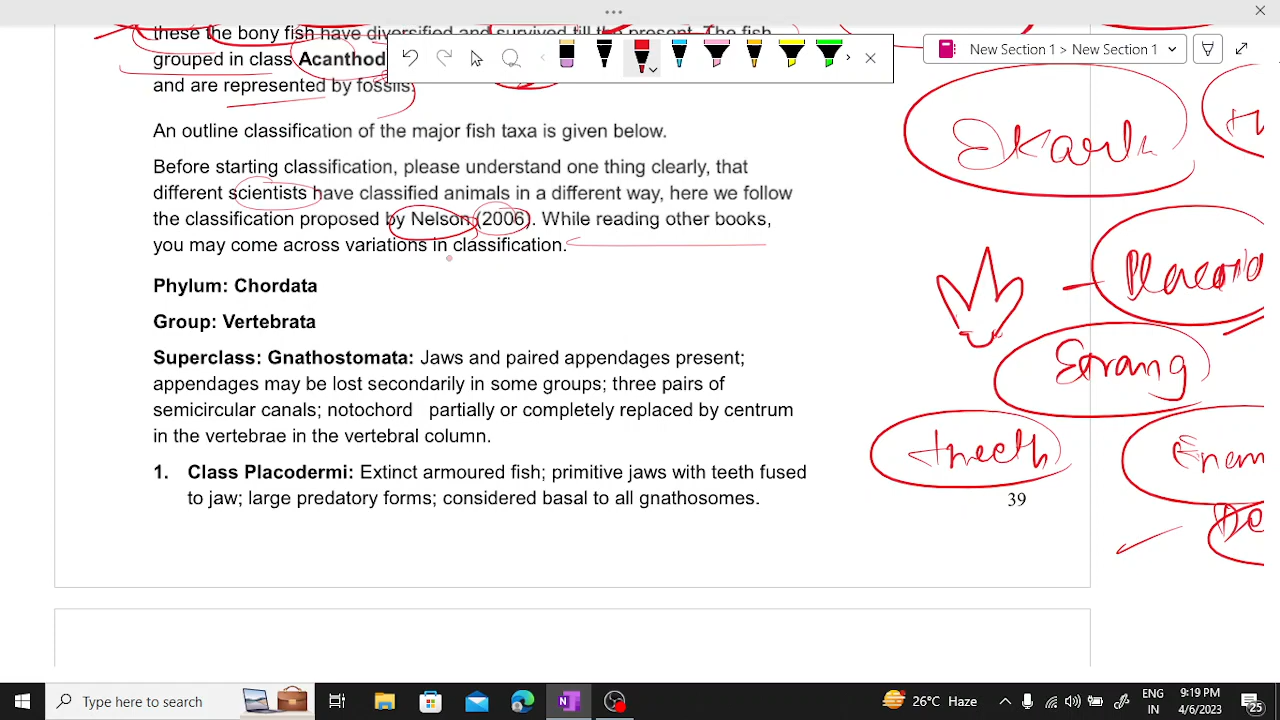 these the bony fish have diversified and survived till the present. The fish
grouped in class Acanthod
and are represented by fossils.
New Section 1 > New Section 1
An outline classification of the major fish taxa is given below.
Before starting classification, please understand one thing clearly, that
different scientists have classified animals in a different way, here we follow
the classification proposed by Nelson (2006). While reading other books,
you may come across variations in classification.
Phylum: Chordata
Group: Vertebrata
Superclass: Gnathostomata: Jaws and paired appendages present;
appendages may be lost secondarily in some groups; three pairs of
semicircular canals; notochord partially or completely replaced by centrum
in the vertebrae in the vertebral column.
1. Class Placodermi: Extinct armoured fish; primitive jaws with teeth fused
to jaw; large predatory forms; considered basal to all gnathosomes.
39
Strang
Enem
De
Type here to search
26°C Haze
ENG
IN
9:19 PM
4/6/2023
25